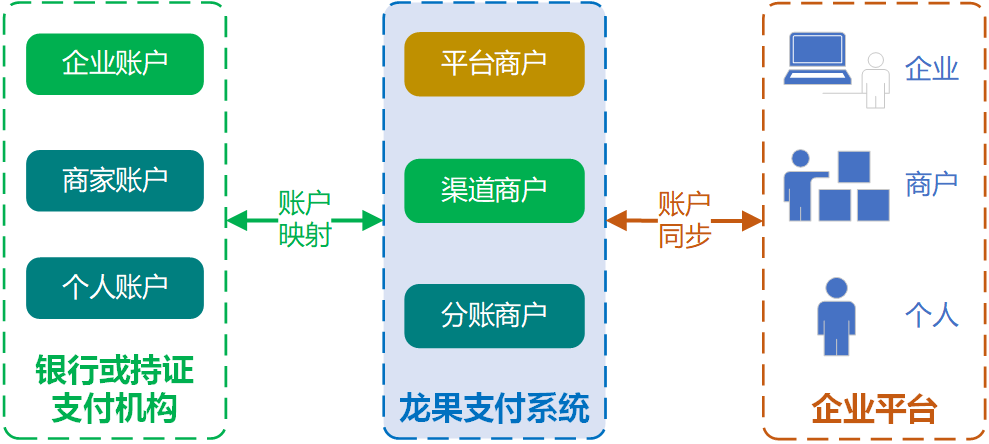 企业账户
商家账户
个人账户
银行或持证
支付机构
账户
映射
平台商户
渠道商户
分账商户
龙果支付系统
账户
同步
企业
商户
个人
企业平台